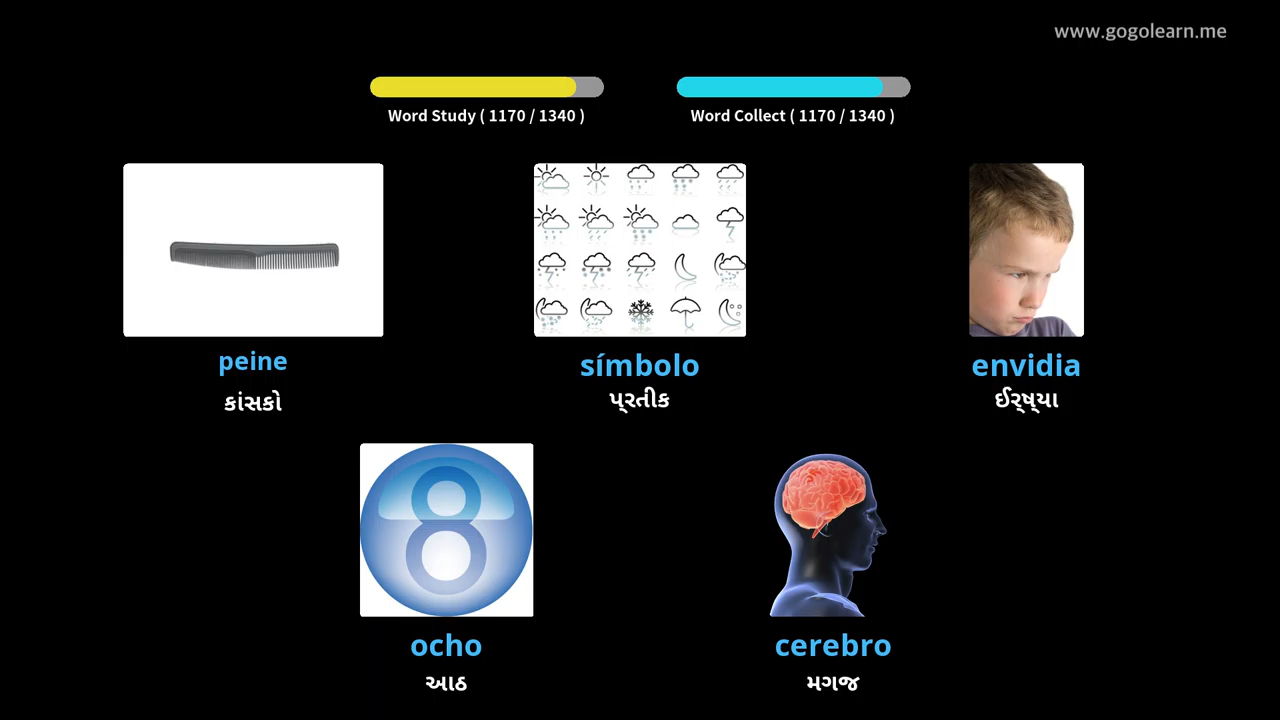 www.gogolearn.me
Word Study ( 1170 / 1340 )
Word Collect ( 1170 / 1340 )
peine
símbolo
envidia
કાંસકો
પ્રતીક
ઈર્ષ્યા
8
ocho
cerebro
આઠ
મગજ